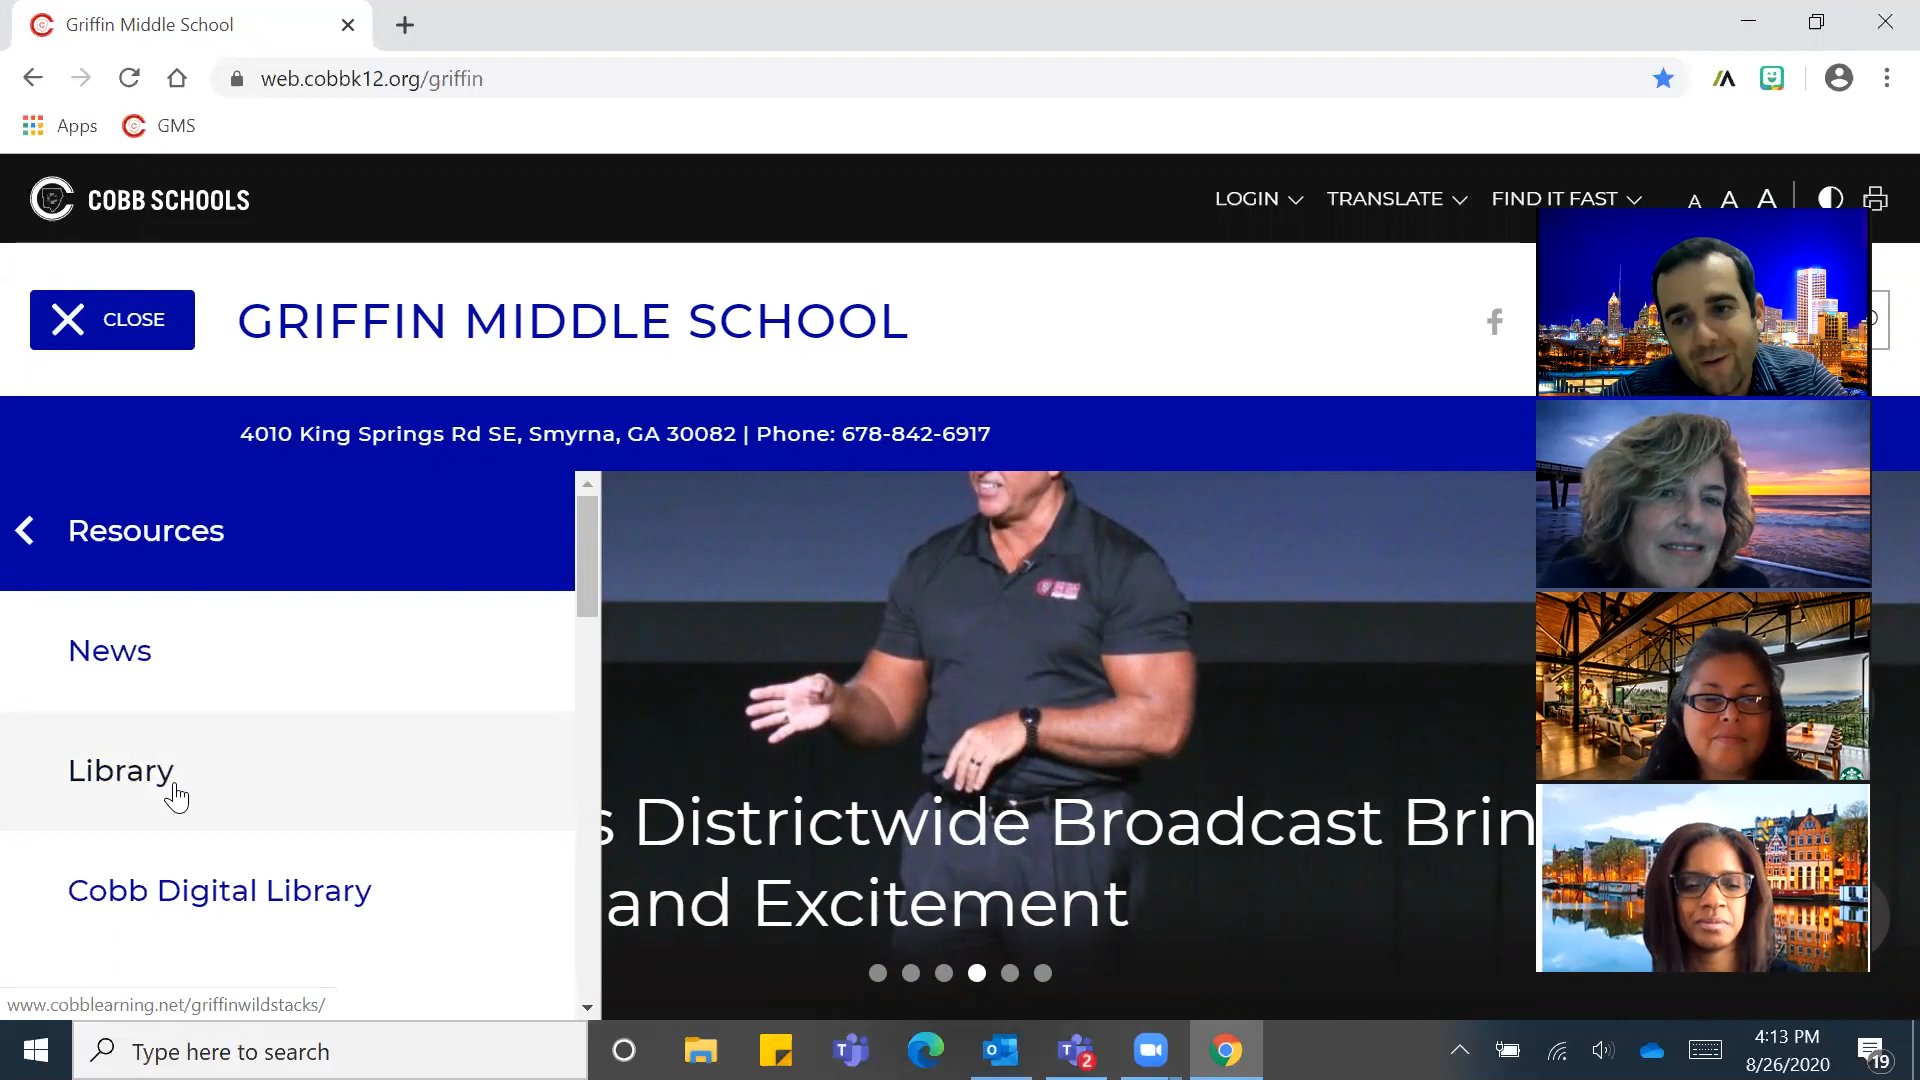 Griffin Middle School
web.cobbk12.org/griffin
Apps
GMS
COBB SCHOOLS
LOGIN
TRANSLATE
FIND IT FAST
A A A
CLOSE
GRIFFIN MIDDLE SCHOOL
4010 King Springs Rd SE, Smyrna, GA 30082 | Phone: 678-842-6917
Resources
News
Library
Cobb Digital Library
s Districtwide Broadcast Brin
and Excitement
www.cobblearning.net/griffinwildstacks/
Type here to search
2
4:13 PM
8/26/2020
19